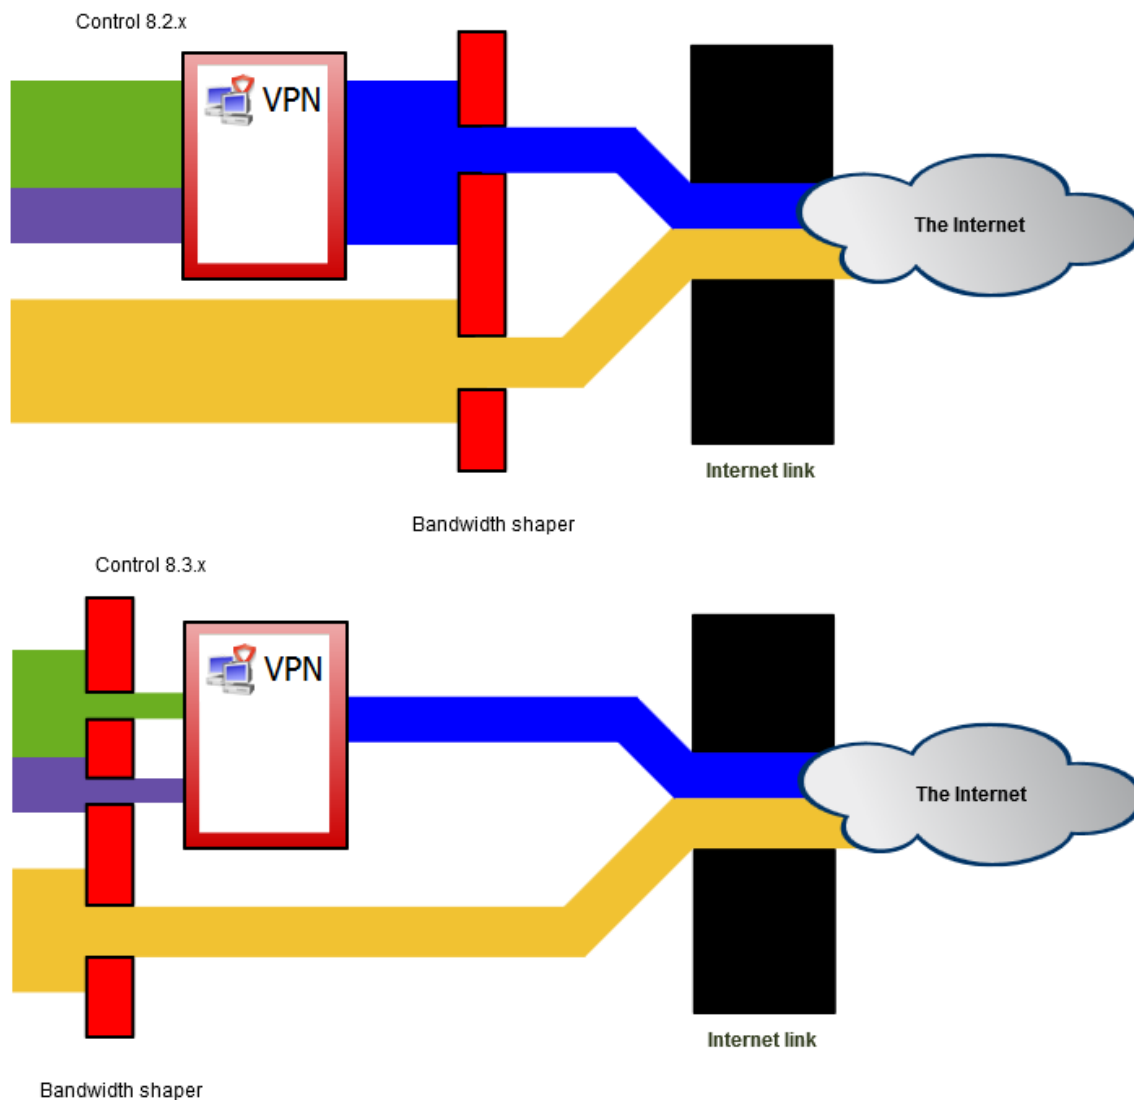 Control 8.2.x
VPN
The Internet
Internet link
Bandwidth shaper
Control 8.3.x
VPN
The Internet
Internet link
Bandwidth shaper